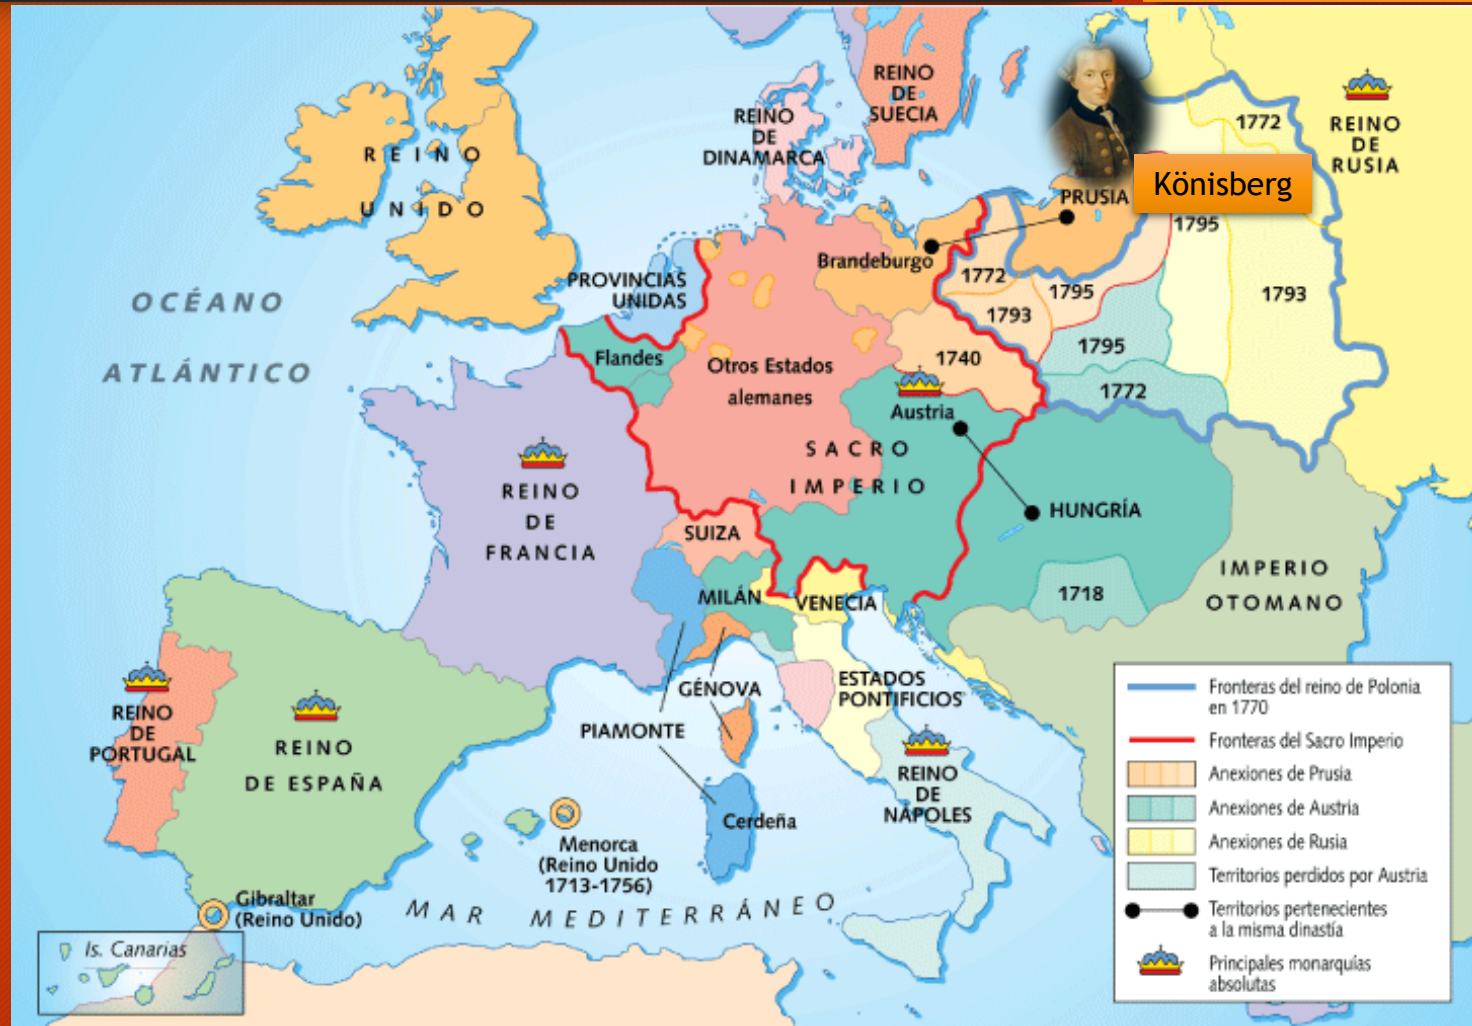 REINO
DE
SUECIA
REINO
DE
DINAMARCA
1772
REINO
DE
RUSIA
Könisberg
PRUSIA
1795
REINO
UNIDO
Brandeburgo
1772
1795
1793
1793
PROVINCIAS
UNIDAS
OCÉANO
ATLÁNTICO
Flandes
Otros Estados
alemanes
1740
1795
1772
Austria
SACRO
IMPERIO
REINO
DE
FRANCIA
SUIZA
HUNGRÍA
IMPERIO
OTOMANO
MILÁN
VENECIA
1718
GÉNOVA
ESTADOS
PONTIFICIOS
PIAMONTE
REINO
DE
PORTUGAL
REINO
DE ESPAÑA
REINO
DE
NÁPOLES
Cerdeña
Menorca
(Reino Unido
1713-1756)
Gibraltar
(Reino Unido)
MAR MEDITERRÁNEO
Is. Canarias
Fronteras del reino de Polonia
en 1770
Fronteras del Sacro Imperio
Anexiones de Prusia
Anexiones de Austria
Anexiones de Rusia
Territorios perdidos por Austria
Territorios pertenecientes
a la misma dinastía
Principales monarquías
absolutas